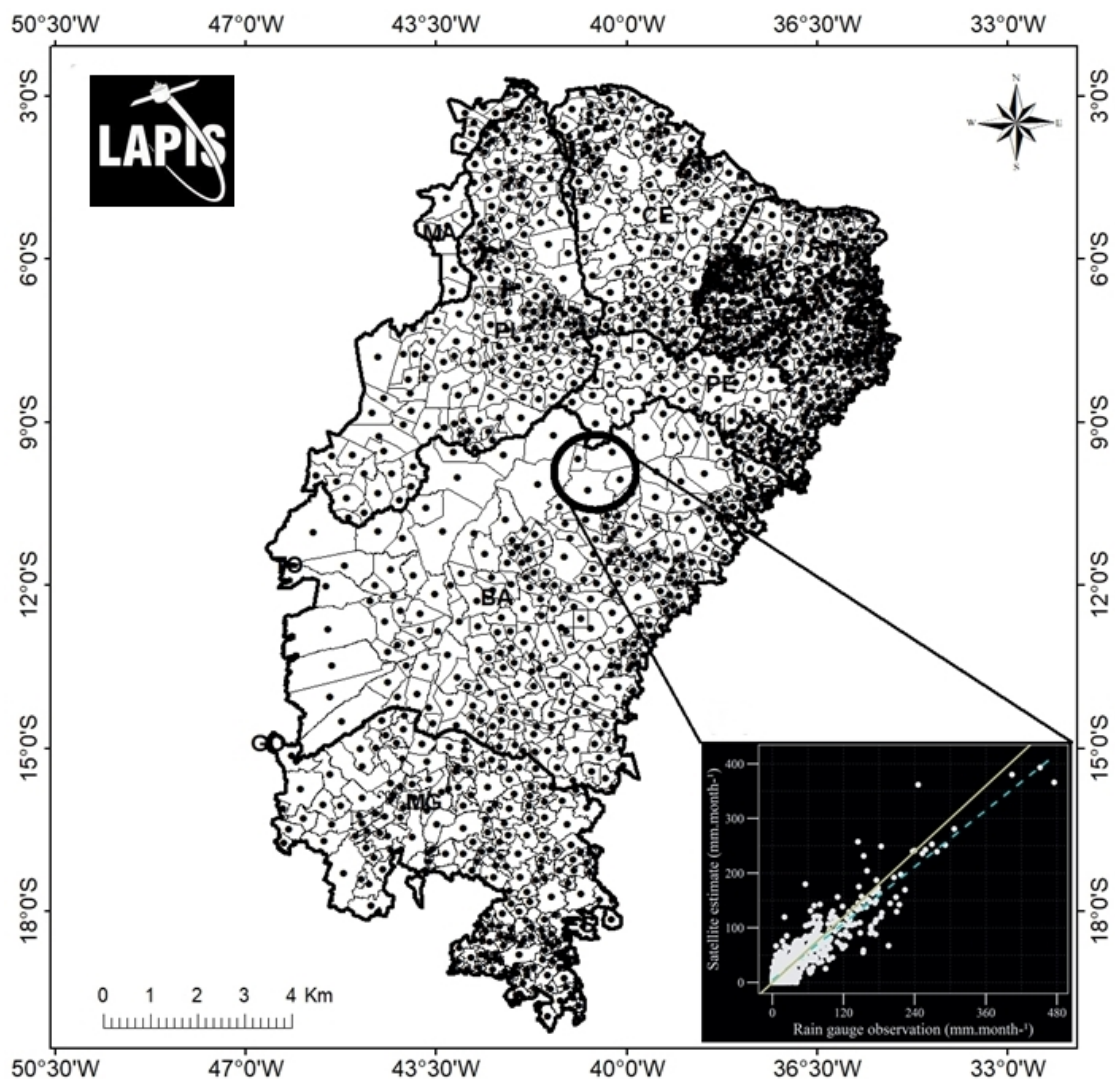 50°30'W 47°0'W 43°30'W 40°0'W 36°30'W 33°0'W
LAPIS
N
W E
S
3°0'S 3°0'S
CE
MA
6°0'S 6°0'S
PI
PE
9°0'S 9°0'S
12°0'S 12°0'S
BA
GO
15°0'S 15°0'S
MG
18°0'S 18°0'S
400
300
200
100
0
Satellite estimate (mm.month-¹)
0 120 240 360 480
Rain gauge observation (mm.month-¹)
0 1 2 3 4 Km
50°30'W 47°0'W 43°30'W 40°0'W 36°30'W 33°0'W